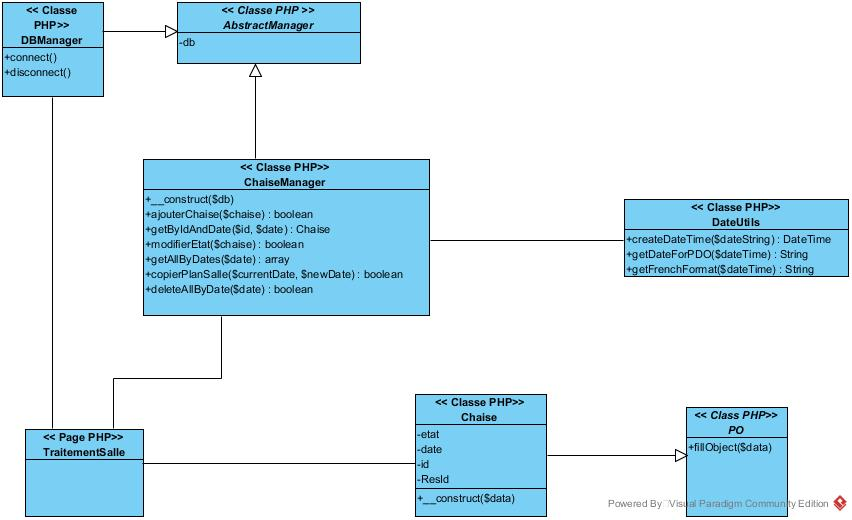 << Classe
PHP>>
DBManager
+connect()
+disconnect()
<< Classe PHP >>
AbstractManager
-db
<< Classe PHP>>
ChaiseManager
+__construct($db)
+ajouterChaise($chaise) : boolean
+getByIdAndDate($id, $date) : Chaise
+modifierEtat($chaise) : boolean
+getAllByDates($date) : array
+copierPlanSalle($currentDate, $newDate) : boolean
+deleteAllByDate($date) : boolean
<< Classe PHP>>
DateUtils
+createDateTime($dateString) : DateTime
+getDateForPDO($dateTime) : String
+getFrenchFormat($dateTime) : String
<< Page PHP>>
TraitementSalle
<< Classe PHP>>
Chaise
-etat
-date
-id
-ResId
+__construct($data)
<< Class PHP>>
PO
+fillObject($data)
Powered By Visual Paradigm Community Edition